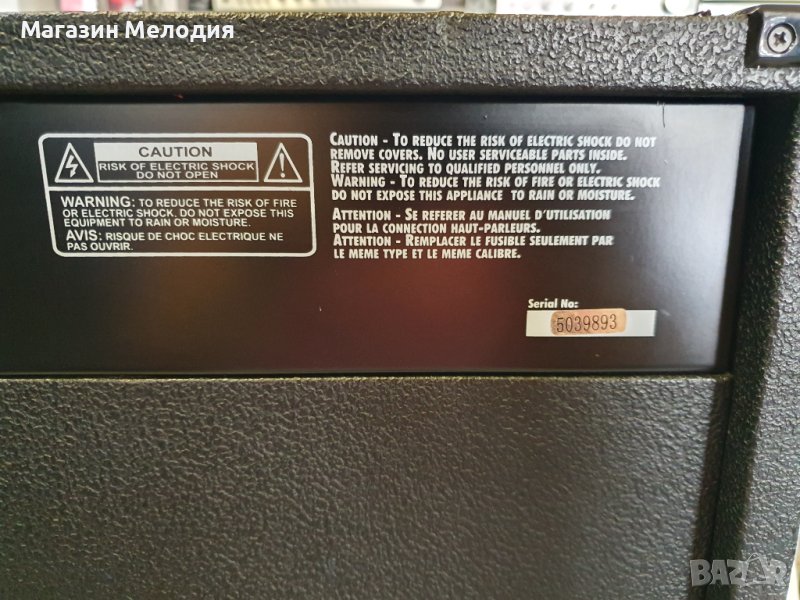 Магазин Мелодия
CAUTION
RISK OF ELECTRIC SHOCK
DO NOT OPEN
WARNING: TO REDUCE THE RISK OF FIRE
OR ELECTRIC SHOCK. DO NOT EXPOSE THIS
EQUIPMENT TO RAIN OR MOISTURE.
AVIS: RISQUE DE CHOC ELECTRIQUE NE
PAS OUVRIR.
CAUTION - TO REDUCE THE RISK OF ELECTRIC SHOCK DO NOT
REMOVE COVERS. NO USER SERVICEABLE PARTS INSIDE.
REFER SERVICING TO QUALIFIED PERSONNEL ONLY.
WARNING - TO REDUCE THE RISK OF FIRE OR ELECTRIC SHOCK
DO NOT EXPOSE THIS APPLIANCE TO RAIN OR MOISTURE.
ATTENTION - SE REFERER AU MANUEL D'UTILISATION
POUR LA CONNECTION HAUT-PARLEURS.
ATTENTION - REMPLACER LE FUSIBLE SEULEMENT PAR
LE MEME TYPE ET LE MEME CALIBRE.
Serial No:
5039893
BAZAR